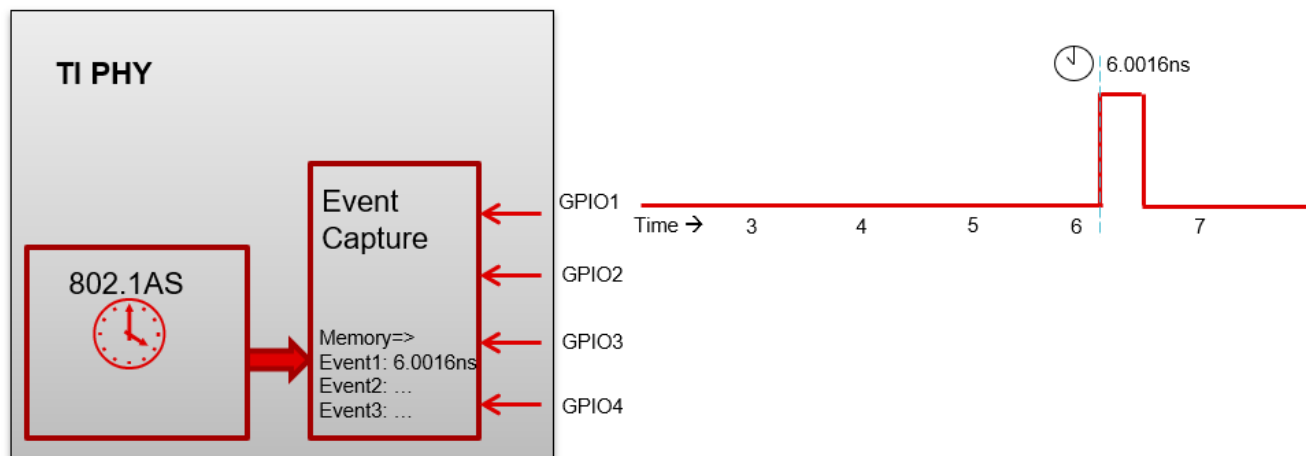 TI PHY
802.1AS
Event
Capture
Memory=>
Event1: 6.0016ns
Event2: ...
Event3: ...
GPIO1
GPIO2
GPIO3
GPIO4
6.0016ns
Time → 3 4 5 6 7